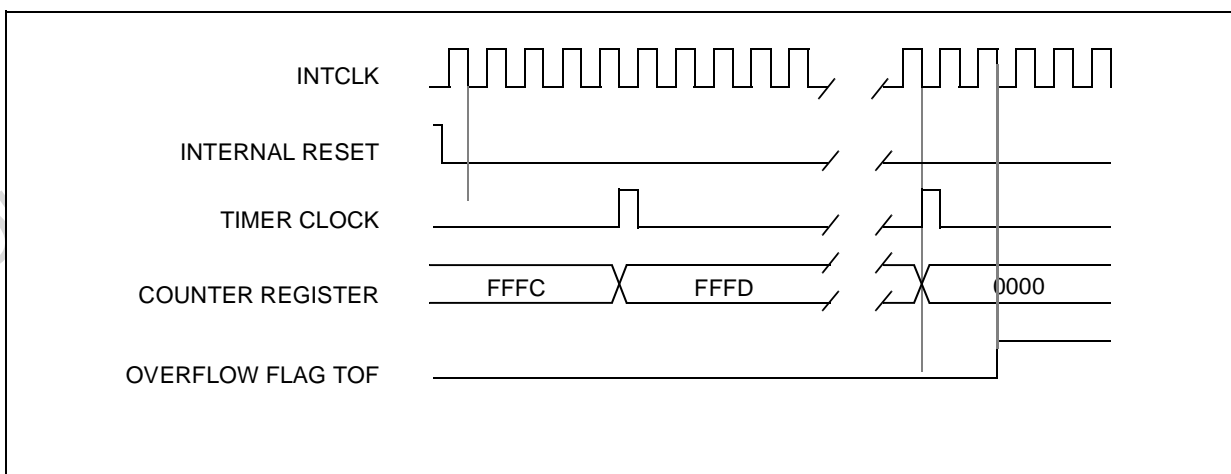 INTCLK
INTERNAL RESET
TIMER CLOCK
COUNTER REGISTER FFFC FFFD 0000
OVERFLOW FLAG TOF